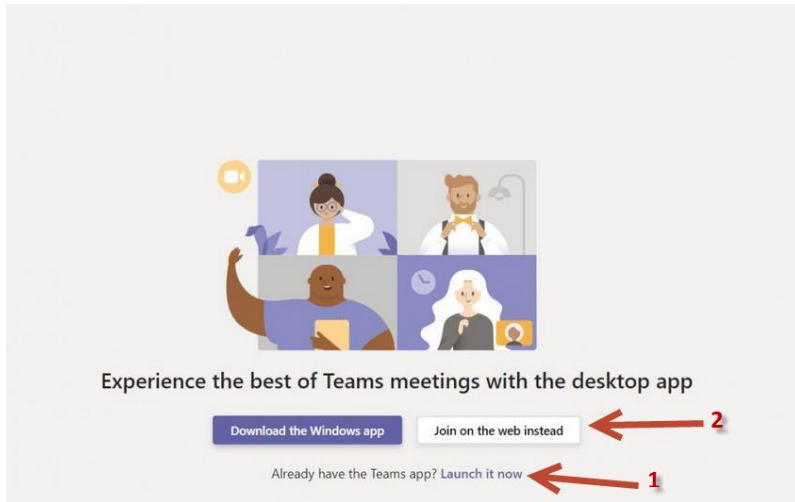 Experience the best of Teams meetings with the desktop app
Download the Windows app
Join on the web instead
2
Already have the Teams app? Launch it now
1